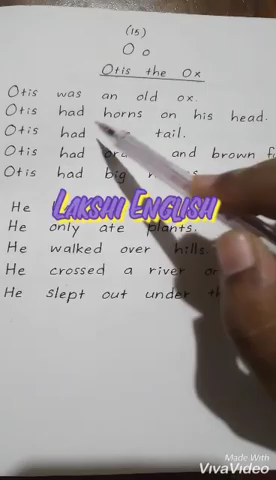 (15)
O o
Otis the Ox
Otis was an old ox.
Otis had horns on his head.
Otis had tail.
Otis had and brown
Otis had big
LAKSHI ENGLISH
He
He only ate plants.
He walked over hills.
He crossed a river
He slept out under
Made With
VivaVideo